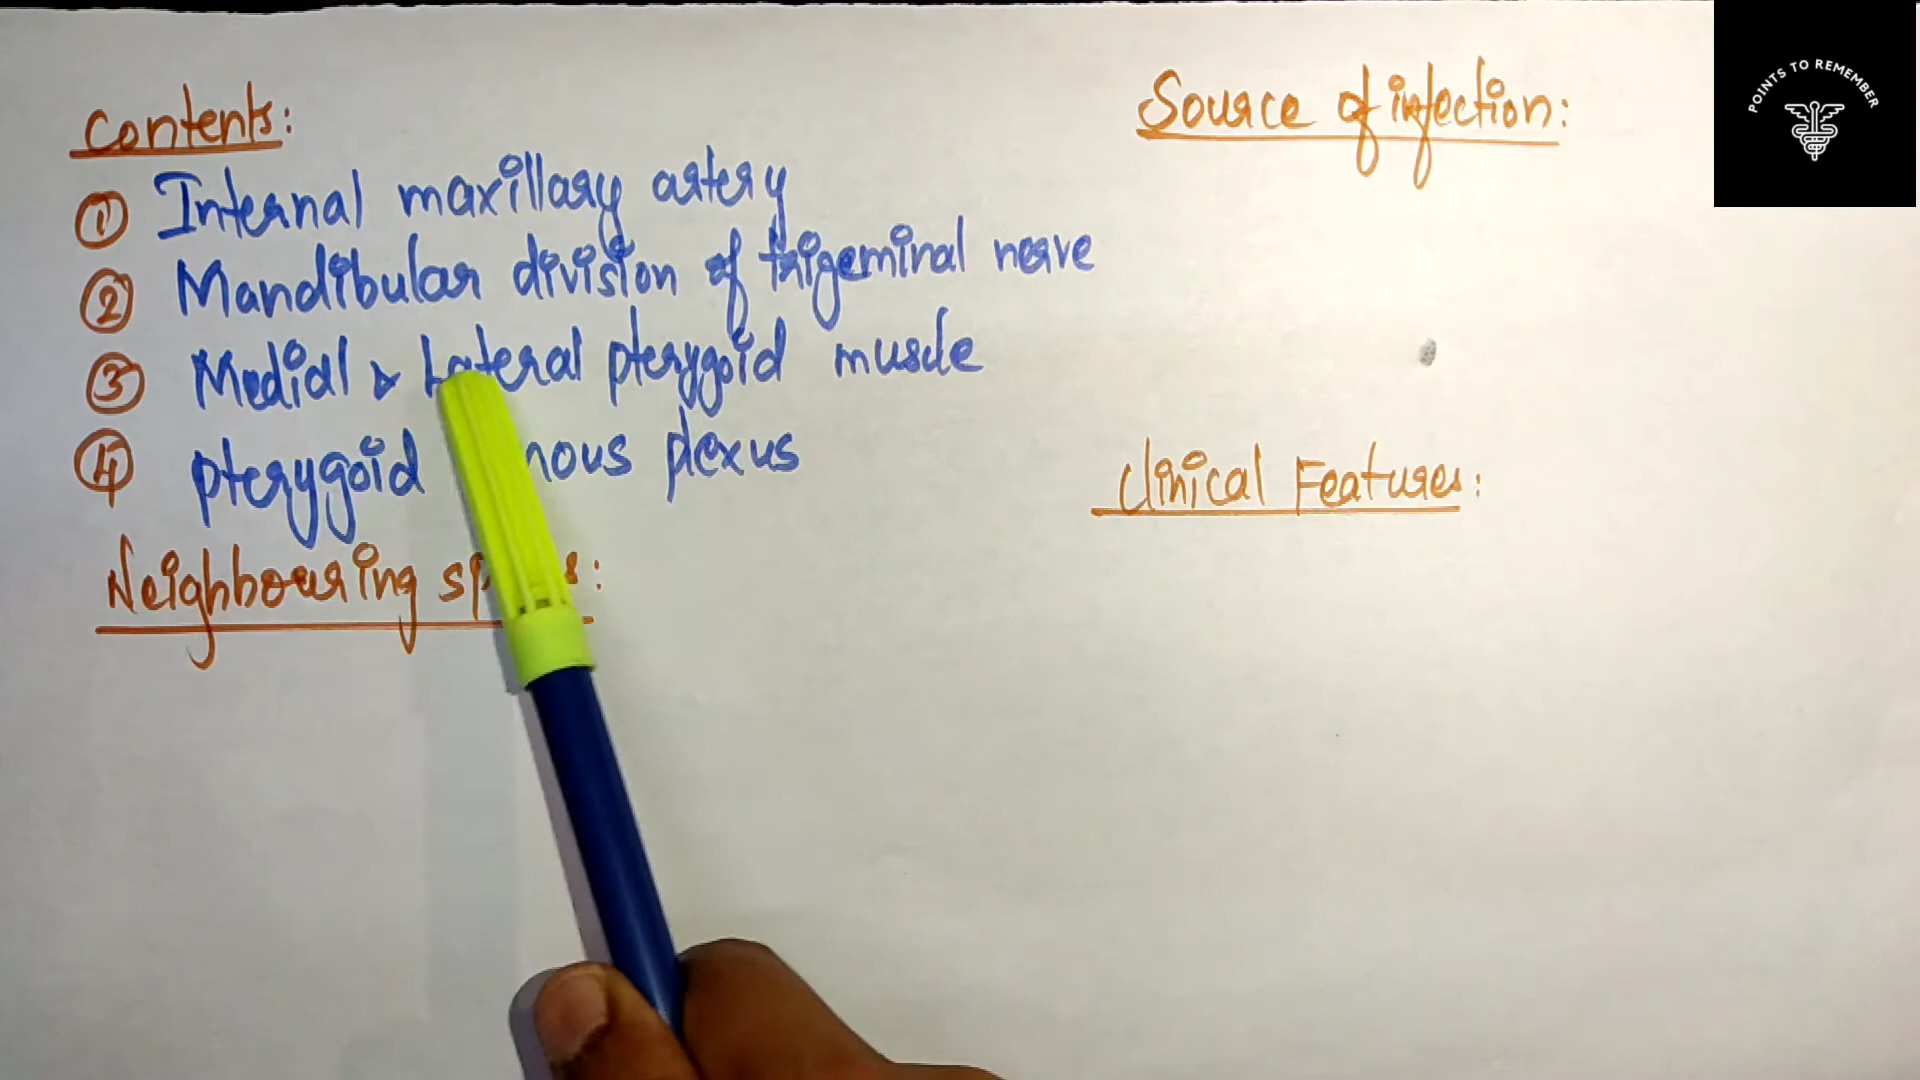 Contents:
① Internal maxillary artery
② Mandibular division of trigeminal nerve
③ Medial & Lateral pterygoid muscle
④ pterygoid nous plexus
Neighbouring sp s:
Source of infection:
Clinical Features:
POINTS TO REMEMBER